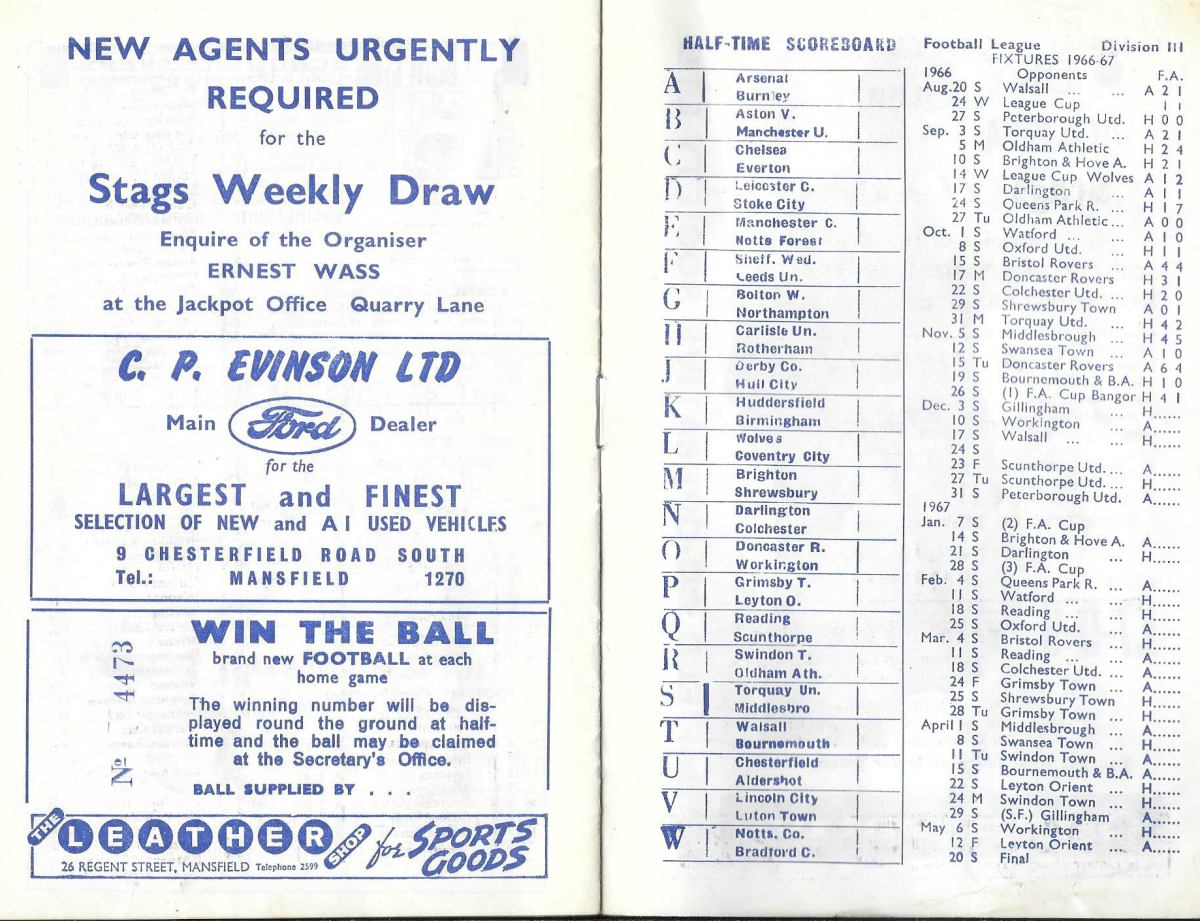 NEW AGENTS URGENTLY
REQUIRED
for the
Stags Weekly Draw
Enquire of the Organiser
ERNEST WASS
at the Jackpot Office Quarry Lane
C. P. EVINSON LTD
Main Ford Dealer
for the
LARGEST and FINEST
SELECTION OF NEW and A I USED VEHICLES
9 CHESTERFIELD ROAD SOUTH
Tel.: MANSFIELD 1270
WIN THE BALL
brand new FOOTBALL at each
home game
The winning number will be dis-
played round the ground at half-
time and the ball may be claimed
at the Secretary's Office.
BALL SUPPLIED BY . . .
Nº 4473
THE LEATHER SHOP for SPORTS GOODS
26 REGENT STREET, MANSFIELD Telephone 2599
HALF-TIME SCOREBOARD
A Arsenal
Burnley
B Aston V.
Manchester U.
C Chelsea
Everton
D Leicester C.
Stoke City
E Manchester C.
Notts Forest
F Sheff. Wed.
Leeds Un.
G Bolton W.
Northampton
H Carlisle Un.
Rotherham
J Derby Co.
Hull City
K Huddersfield
Birmingham
L Wolves
Coventry City
M Brighton
Shrewsbury
N Darlington
Colchester
O Doncaster R.
Workington
P Grimsby T.
Leyton O.
Q Reading
Scunthorpe
R Swindon T.
Oldham Ath.
S Torquay Un.
Middlesbro
T Walsall
Bournemouth
U Chesterfield
Aldershot
V Lincoln City
Luton Town
W Notts. Co.
Bradford C.
Football League Division III
FIXTURES 1966-67
1966 Opponents F.A.
Aug. 20 S Walsall ... ... A 2 1
24 W League Cup 1 1
27 S Peterborough Utd. H 0 0
Sep. 3 S Torquay Utd. ... A 2 1
5 M Oldham Athletic H 2 4
10 S Brighton & Hove A. H 2 1
14 W League Cup Wolves A 1 2
17 S Darlington ... A 1 1
24 S Queens Park R. ... H 1 7
27 Tu Oldham Athletic ... A 0 0
Oct. 1 S Watford ... ... A 1 0
8 S Oxford Utd. ... H 1 1
15 S Bristol Rovers ... A 4 4
17 M Doncaster Rovers H 3 1
22 S Colchester Utd. ... H 2 0
29 S Shrewsbury Town A 0 1
31 M Torquay Utd. ... H 4 2
Nov. 5 S Middlesbrough ... H 4 5
12 S Swansea Town ... A 1 0
15 Tu Doncaster Rovers A 6 4
19 S Bournemouth & B.A. H 1 0
26 S (1) F.A. Cup Bangor H 4 1
Dec. 3 S Gillingham ... H......
10 S Workington ... A......
17 S Walsall ... ... H......
24 S
23 F Scunthorpe Utd. ... A......
27 Tu Scunthorpe Utd. ... H......
31 S Peterborough Utd. A......
1967
Jan. 7 S (2) F.A. Cup
14 S Brighton & Hove A. A......
21 S Darlington ... H......
28 S (3) F.A. Cup
Feb. 4 S Queens Park R. A......
11 S Watford ... H......
18 S Reading ... ... H......
25 S Oxford Utd. ... A......
Mar. 4 S Bristol Rovers ... H......
11 S Reading ... ... A......
18 S Colchester Utd. ... A......
24 F Grimsby Town ... A......
25 S Shrewsbury Town H......
28 Tu Grimsby Town ... H......
April 1 S Middlesbrough ... A......
8 S Swansea Town ... H......
11 Tu Swindon Town ... A......
15 S Bournemouth & B.A. A......
22 S Leyton Orient ... H......
24 M Swindon Town ... H......
29 S (S.F.) Gillingham A......
May 6 S Workington H......
12 F Leyton Orient ... A......
20 S Final